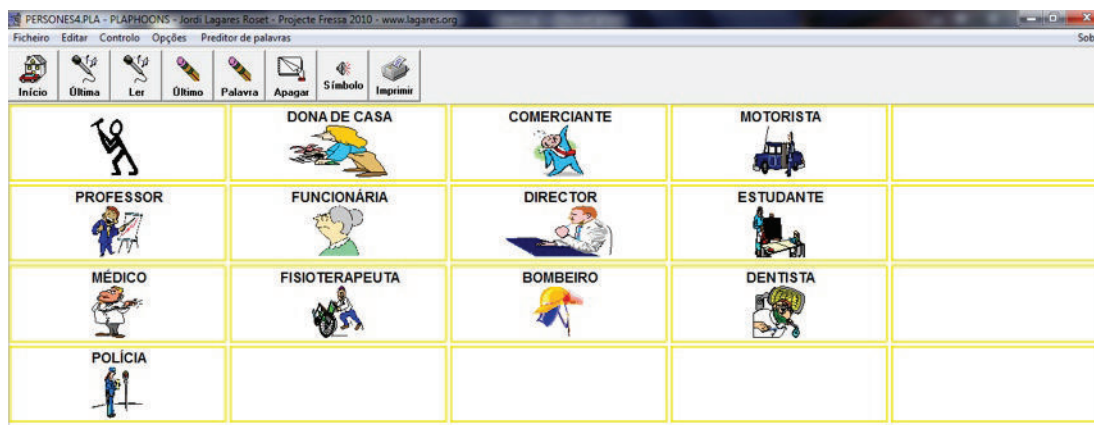 PERSONES4.PLA - PLAPHOONS - Jordi Lagares Roset - Projecte Fressa 2010 - www.lagares.org
Ficheiro Editar Controlo Opções Preditor de palavras Sob
Início Última Ler Último Palavra Apagar Símbolo Imprimir
DONA DE CASA COMERCIANTE MOTORISTA
PROFESSOR FUNCIONÁRIA DIRECTOR ESTUDANTE
MÉDICO FISIOTERAPEUTA BOMBEIRO DENTISTA
POLÍCIA